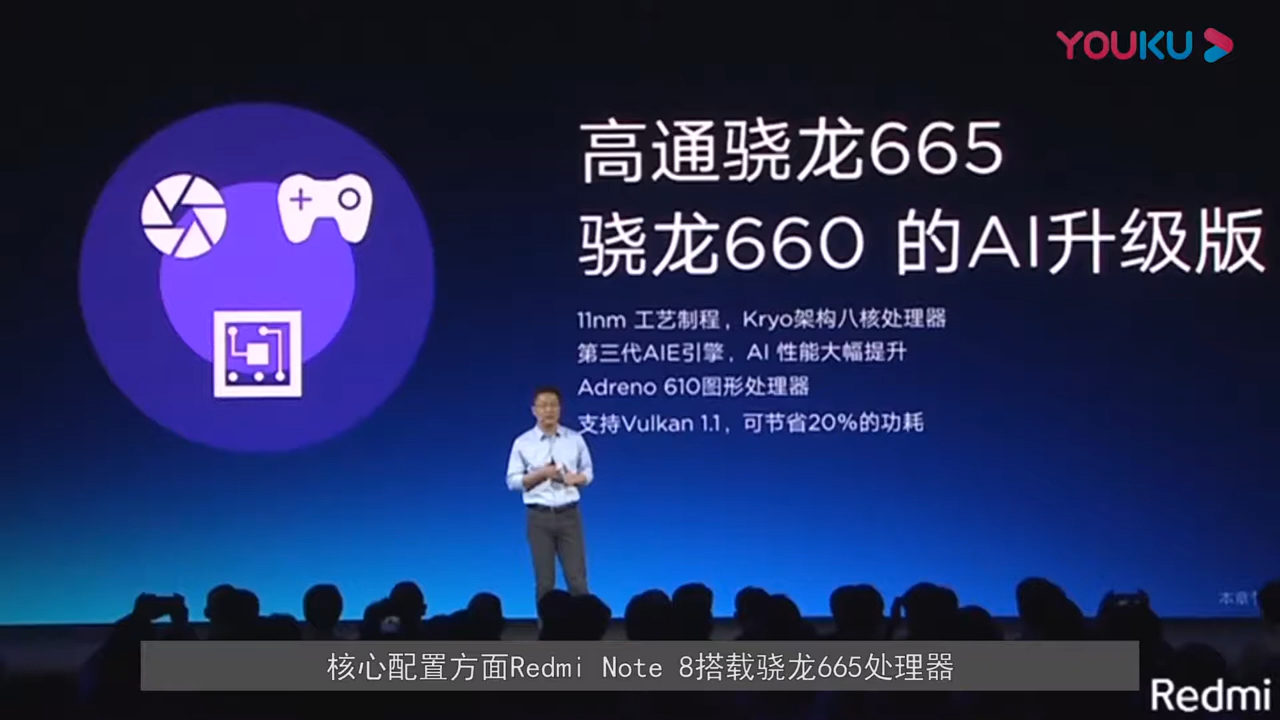 YOUKU
高通骁龙665
骁龙660 的AI升级版
11nm 工艺制程，Kryo架构八核处理器
第三代AIE引擎，AI 性能大幅提升
Adreno 610图形处理器
支持Vulkan 1.1，可节省20%的功耗
本章
核心配置方面Redmi Note 8搭载骁龙665处理器
Redmi